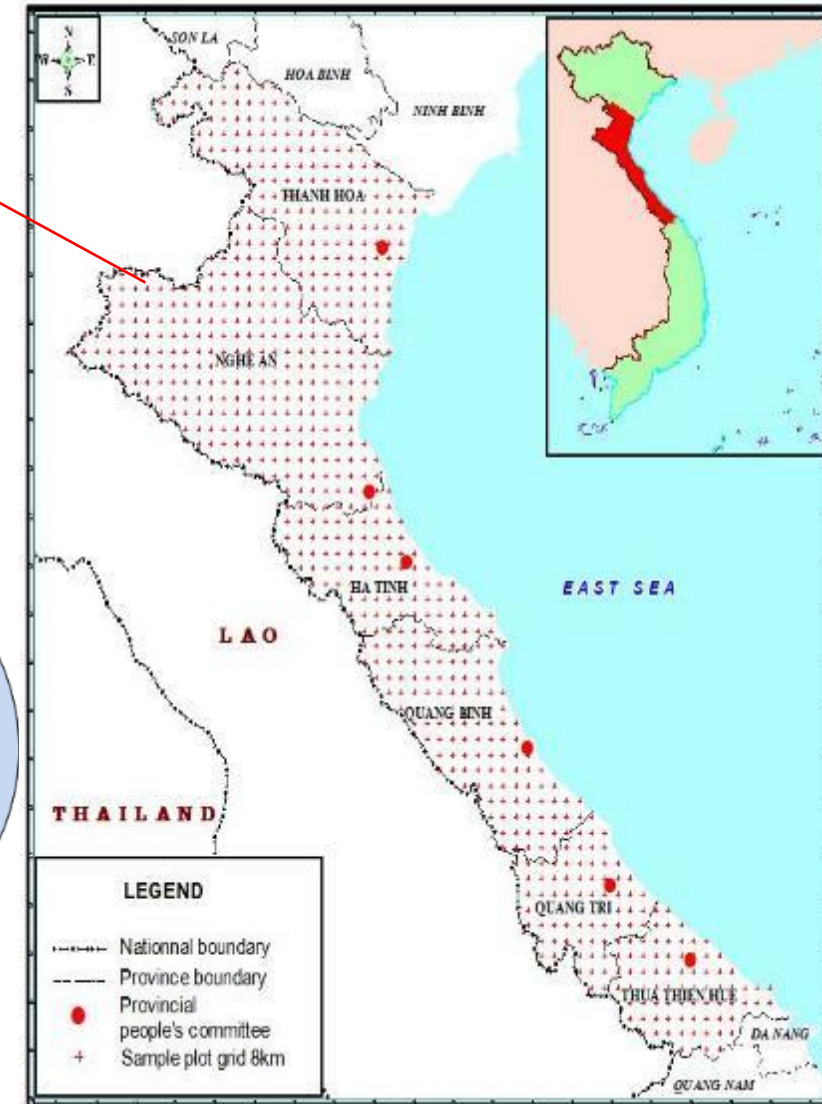 N
W
E
S
SON LA
HOA BINH
NINH BINH
THANH HOA
NGHE AN
HA TINH
EAST SEA
LAO
QUANG BINH
THAILAND
QUANG TRI
THUA THIEN HUE
DA NANG
QUANG NAM
LEGEND
Nationnal boundary
Province boundary
Provincial
people's committee
Sample plot grid 8km